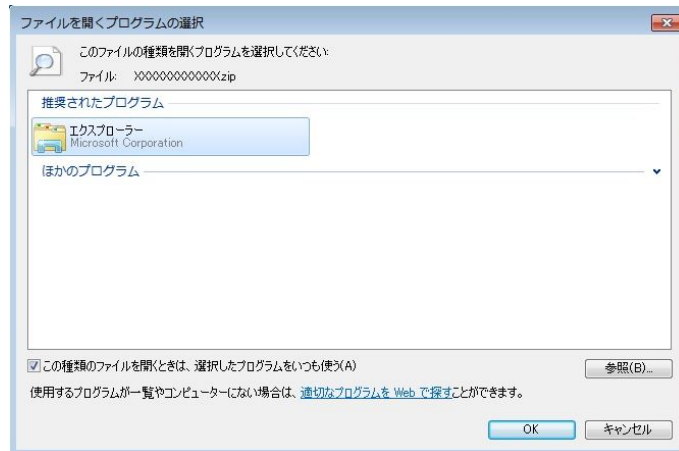 ファイルを開くプログラムの選択
このファイルの種類を開くプログラムを選択してください:
ファイル: XXXXXXXXXXXXX.zip
推奨されたプログラム
エクスプローラー
Microsoft Corporation
ほかのプログラム
この種類のファイルを開くときは、選択したプログラムをいつも使う(A)
参照(B)...
使用するプログラムが一覧やコンピューターにない場合は、適切なプログラムを Web で探すことができます。
OK キャンセル